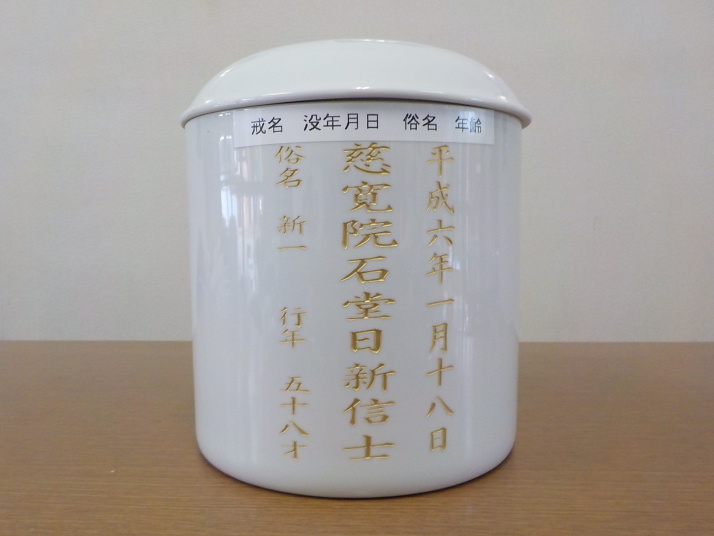 戒名 没年月日 俗名 年齢
平成六年一月十八日
慈寛院石堂日新信士
俗名 新一 行年 五十八才